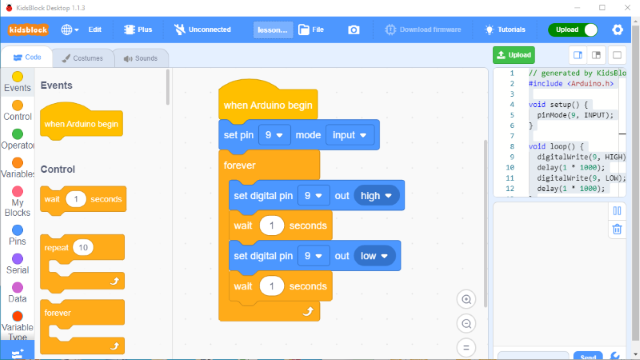 KidsBlock Desktop 1.1.3
kidsblock
Edit
Plus
Unconnected
lesson...
File
Download firmware
Tutorials
Upload
Code
Costumes
Sounds
Upload
Events
Control
Operator
Variables
My
Blocks
Pins
Serial
Data
Variable
Type
Events
when Arduino begin
Control
wait 1 seconds
repeat 10
forever
when Arduino begin
set pin 9 mode input
forever
set digital pin 9 out high
wait 1 seconds
set digital pin 9 out low
wait 1 seconds
1 // generated by KidsBlo
2 #include <Arduino.h>
3
4 void setup() {
5 pinMode(9, INPUT);
6 }
7
8 void loop() {
9 digitalWrite(9, HIGH)
10 delay(1 * 1000);
11 digitalWrite(9, LOW);
12 delay(1 * 1000);
Send